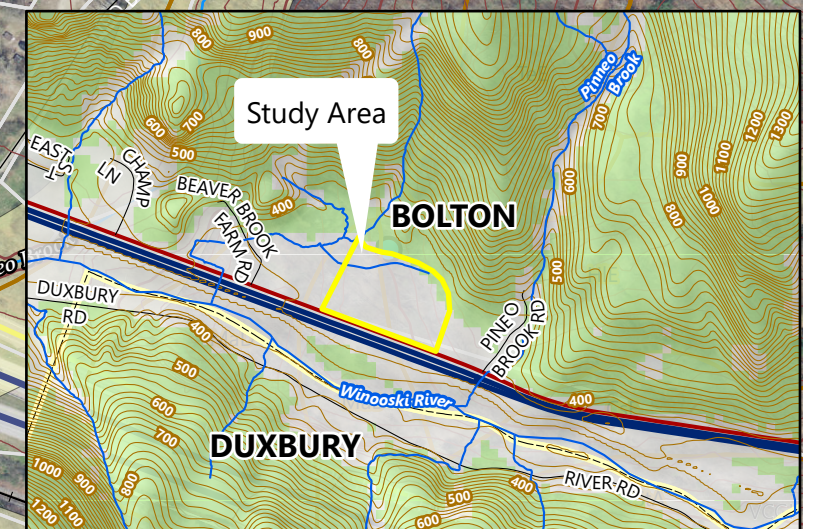 800
900
800
Pinneo
Brook
700
600
700
500
1300
1200
1100
900
1000
800
600
500
Study Area
EAST
ST
CHAMP
LN
BEAVER BROOK
FARM RD
400
BOLTON
DUXBURY
RD
400
PINEO
BROOK RD
500
600
700
800
900
1000
1100
1200
Winooski River
400
DUXBURY
RIVER RD
400
500
600